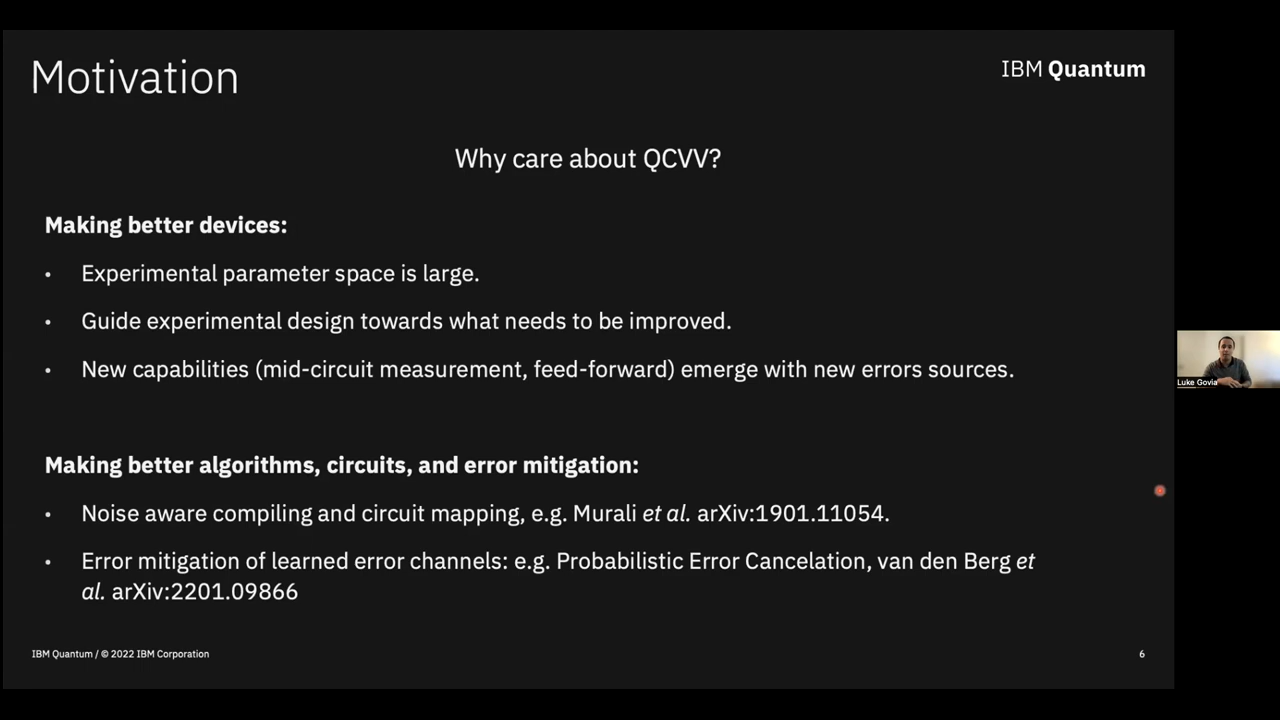 Motivation
IBM Quantum
Why care about QCVV?
Making better devices:
• Experimental parameter space is large.
• Guide experimental design towards what needs to be improved.
• New capabilities (mid-circuit measurement, feed-forward) emerge with new errors sources.
Making better algorithms, circuits, and error mitigation:
• Noise aware compiling and circuit mapping, e.g. Murali et al. arXiv:1901.11054.
• Error mitigation of learned error channels: e.g. Probabilistic Error Cancelation, van den Berg et
al. arXiv:2201.09866
IBM Quantum / © 2022 IBM Corporation
6
Luke Govia